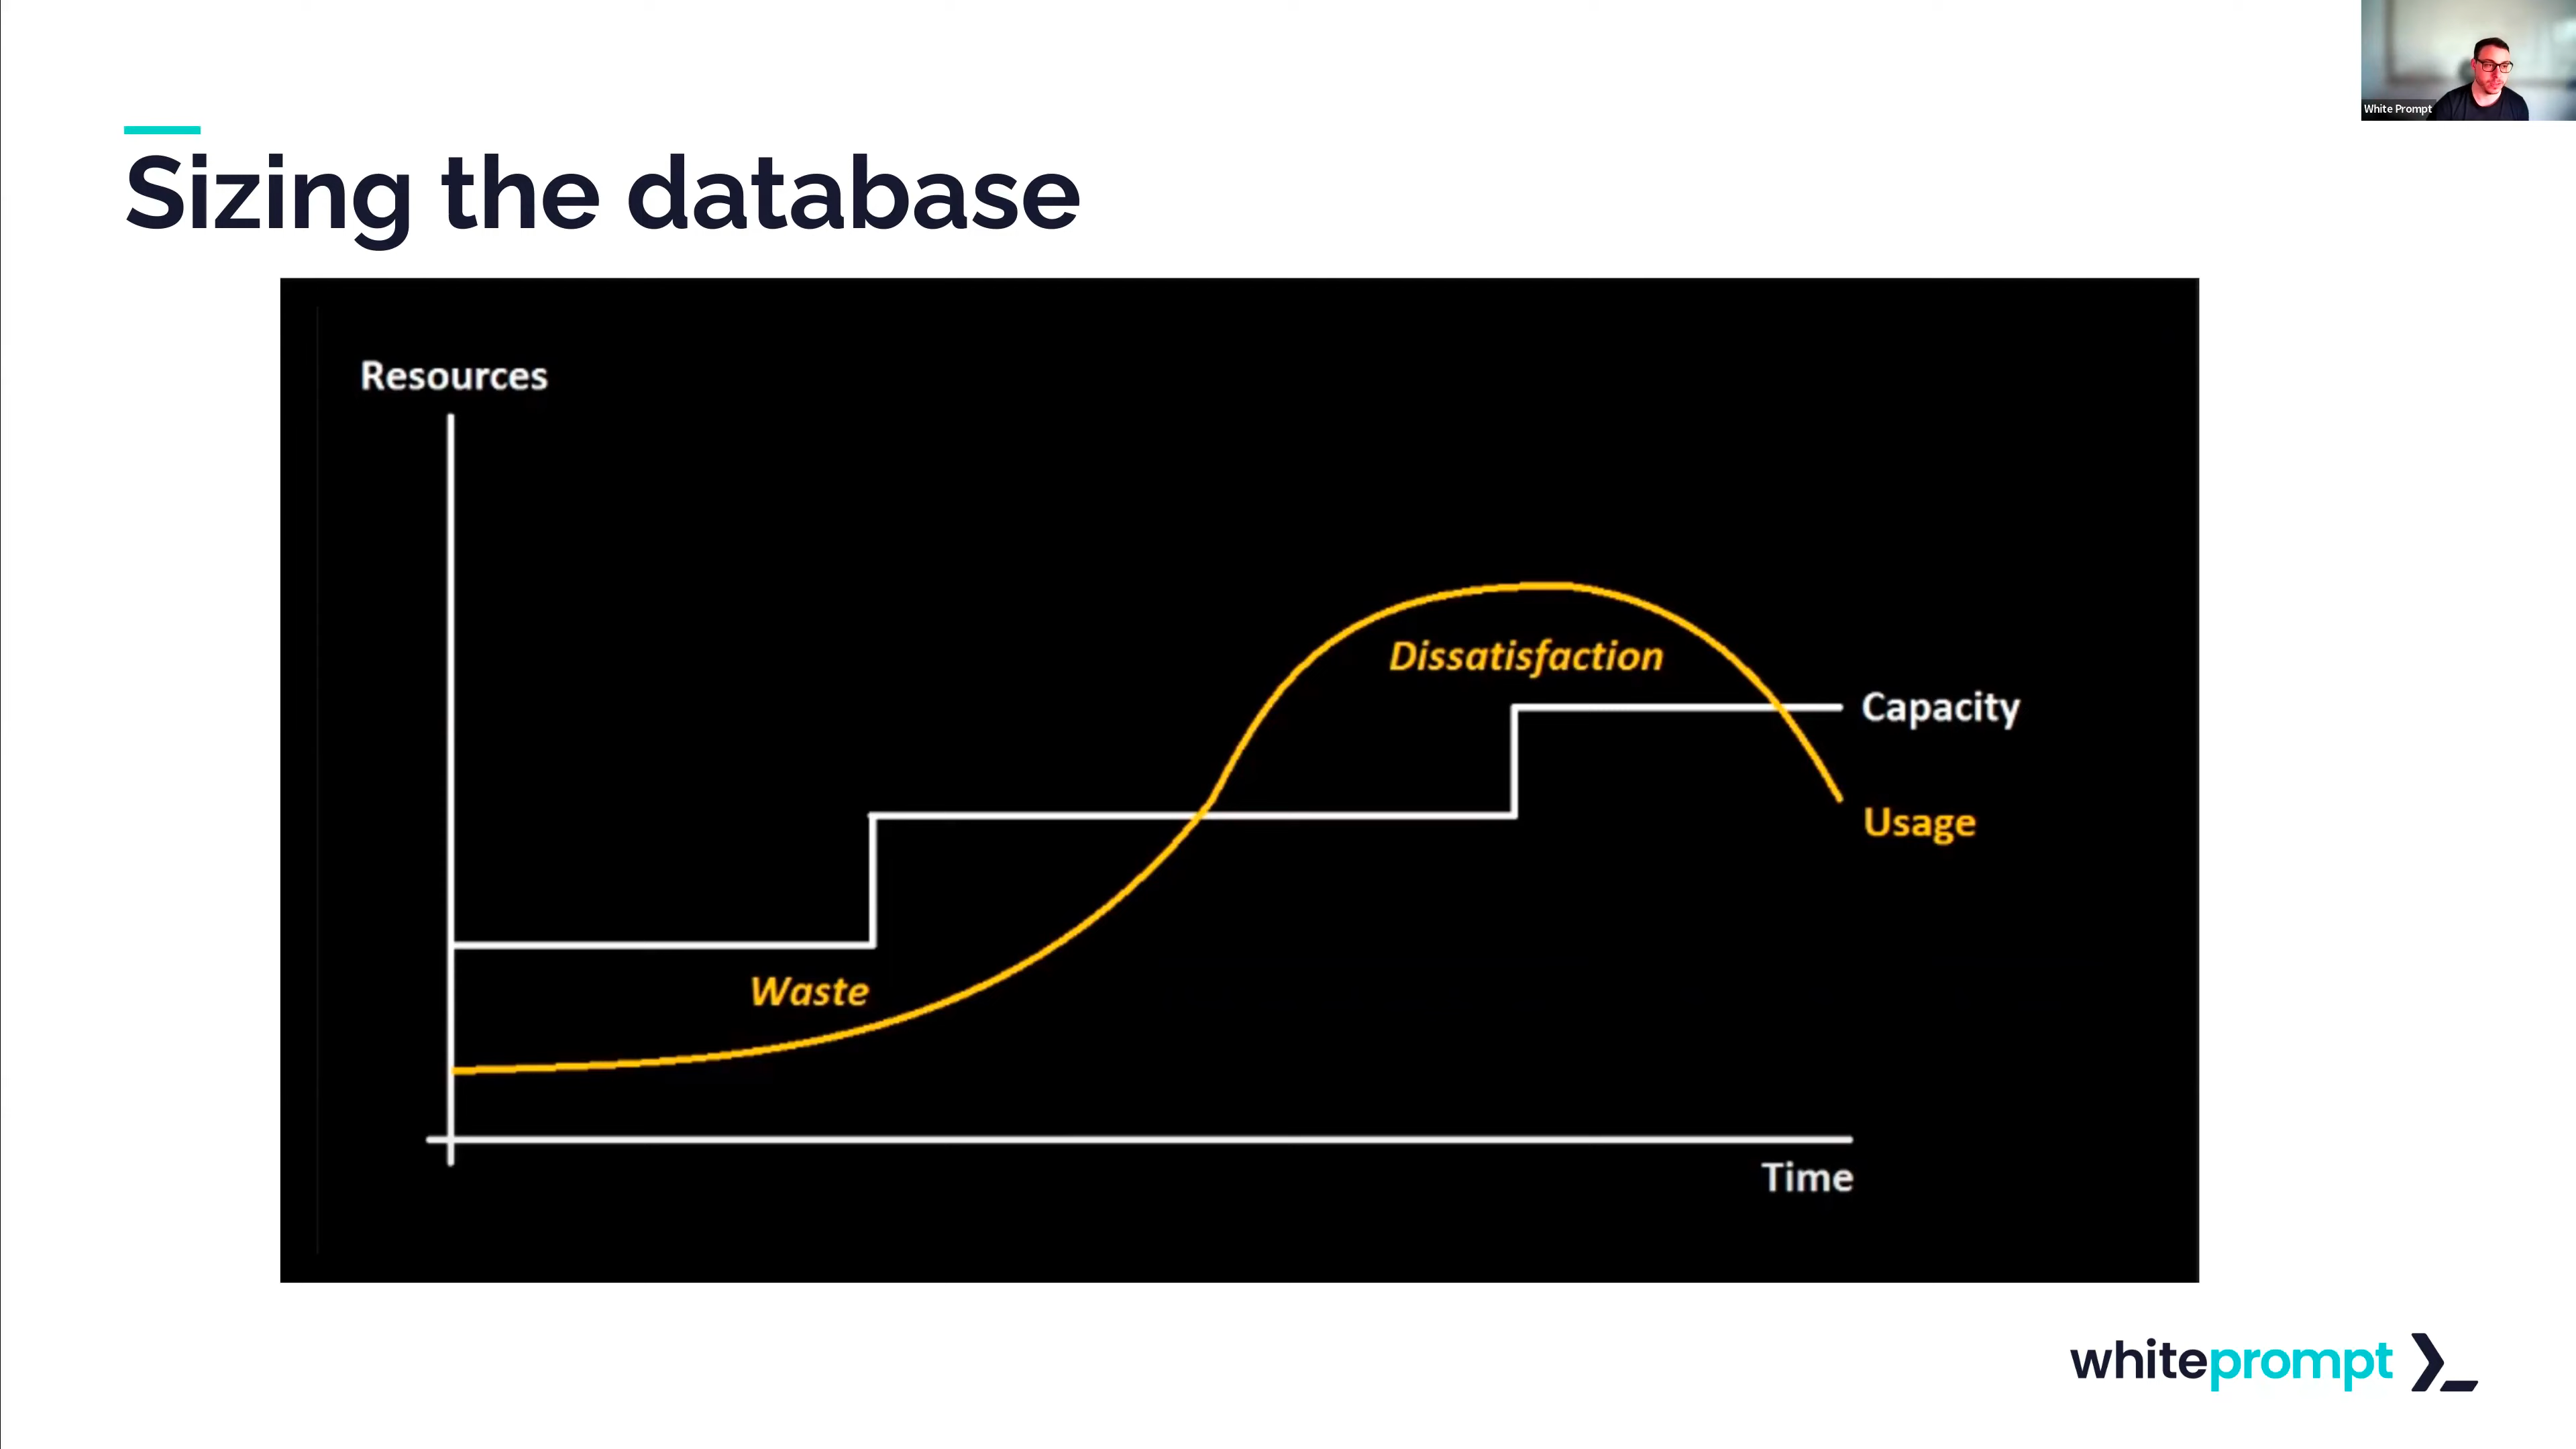 White Prompt
Sizing the database
Resources
Dissatisfaction
Capacity
Usage
Waste
Time
whiteprompt